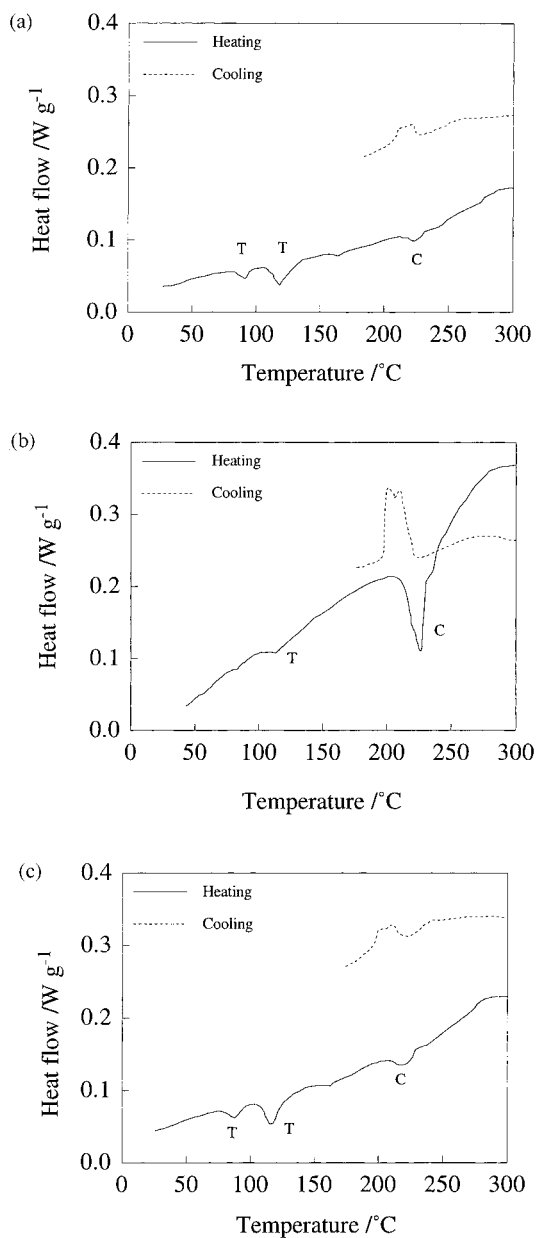 (a)
0.4
Heating
Cooling
0.3
Heat flow /W g-1
0.2
T T
0.1
C
0.0
0 50 100 150 200 250 300
Temperature /°C
(b)
0.4
Heating
Cooling
0.3
Heat flow /W g-1
0.2
C
0.1
T
0.0
0 50 100 150 200 250 300
Temperature /°C
(c)
0.4
Heating
Cooling
0.3
Heat flow /W g-1
0.2
0.1
C
T T
0.0
0 50 100 150 200 250 300
Temperature /°C